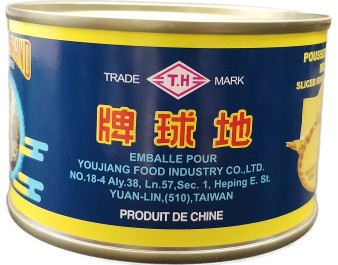 TRADE T.H MARK
牌球地
EMBALLE POUR
YOUJIANG FOOD INDUSTRY CO.,LTD.
NO.18-4 Aly.38, Ln.57,Sec. 1, Heping E. St.
YUAN-LIN,(510),TAIWAN
PRODUIT DE CHINE
POUSSE
SLICED